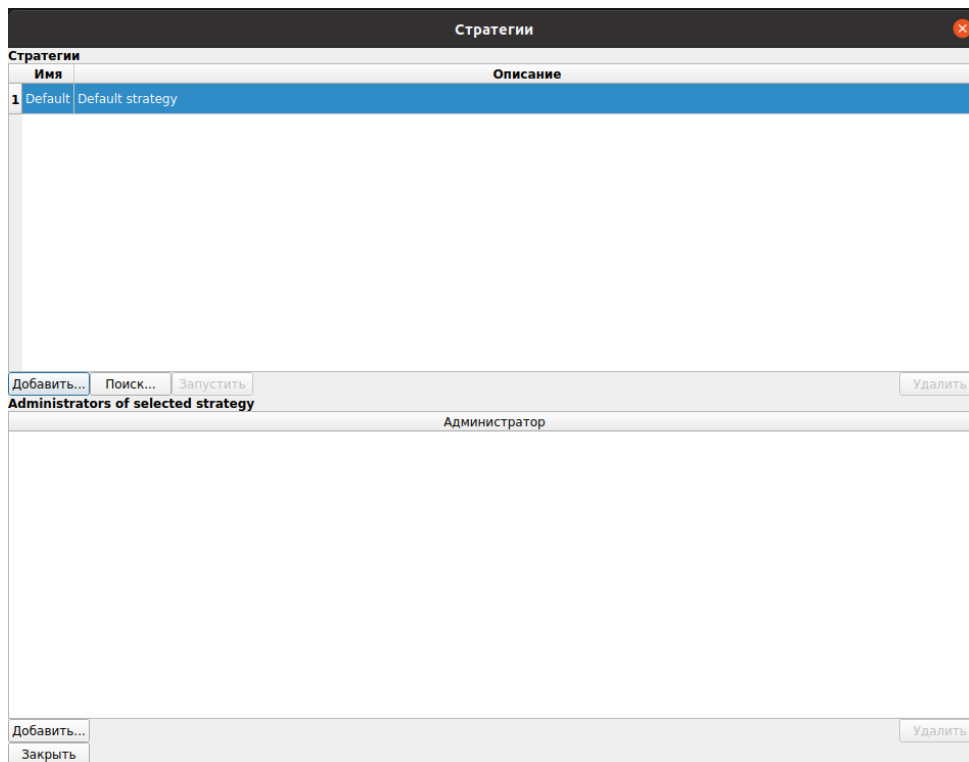 Стратегии
Стратегии
Имя Описание
1 Default Default strategy
Добавить... Поиск... Запустить Удалить
Administrators of selected strategy
Администратор
Добавить... Удалить
Закрыть